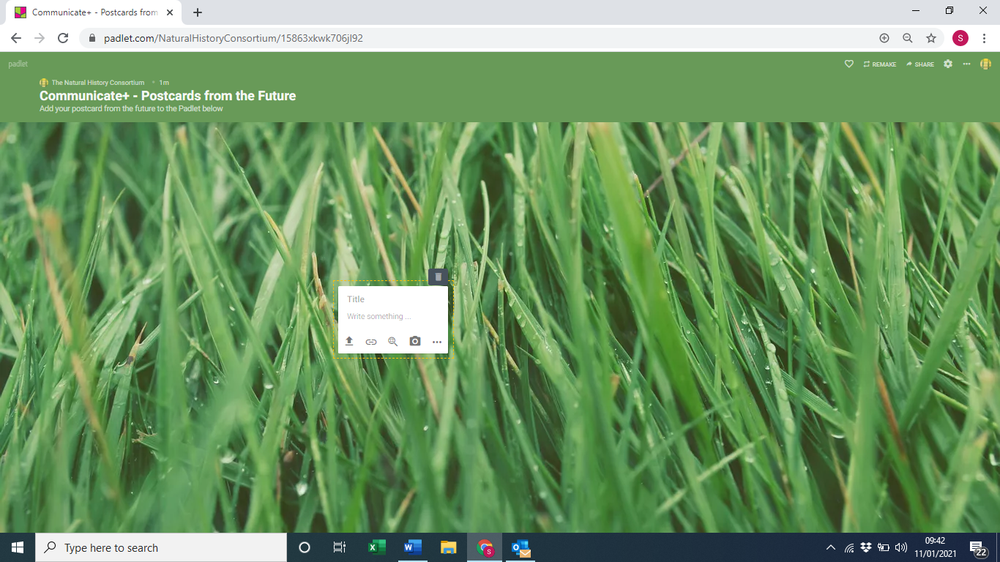 Communicate+ - Postcards from
padlet.com/NaturalHistoryConsortium/15863xkwk706jl92
S
padlet
REMAKE
SHARE
The Natural History Consortium • 1m
Communicate+ - Postcards from the Future
Add your postcard from the future to the Padlet below
Title
Write something ...
Type here to search
X
W
S
O
09:42
11/01/2021
22